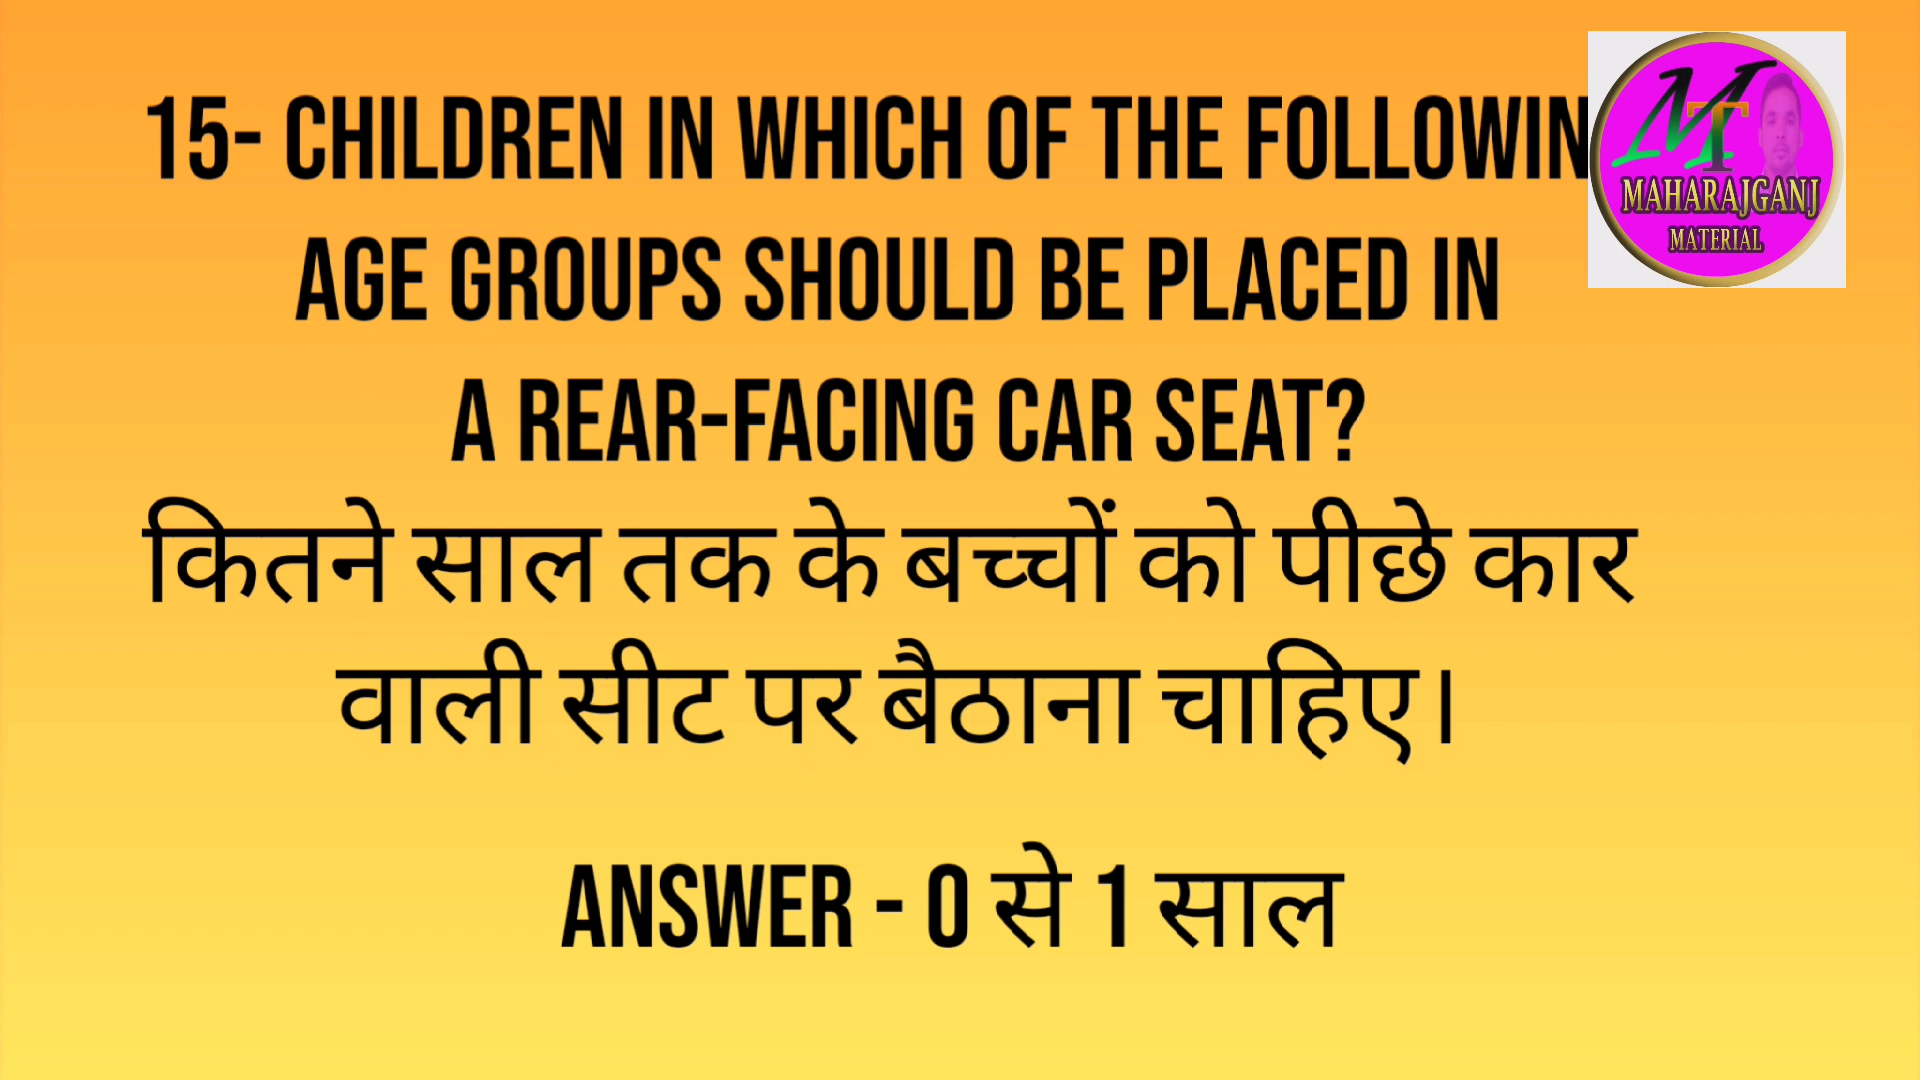 15- CHILDREN IN WHICH OF THE FOLLOWIN
AGE GROUPS SHOULD BE PLACED IN
A REAR-FACING CAR SEAT?
कितने साल तक के बच्चों को पीछे कार
वाली सीट पर बैठाना चाहिए।
ANSWER - 0 से 1 साल
MT
MAHARAJGANJ
MATERIAL